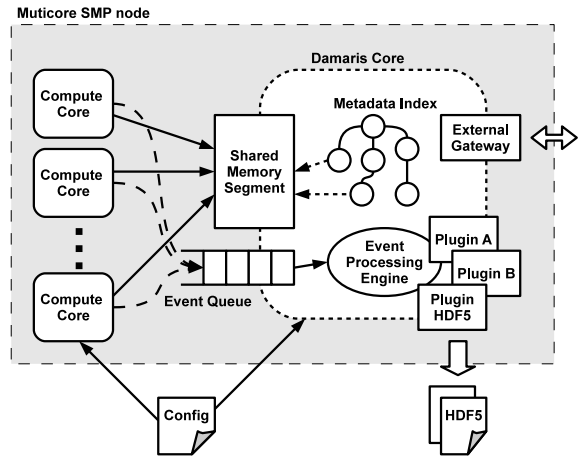 Muticore SMP node
Damaris Core
Compute
Core
Metadata Index
External
Gateway
Shared
Memory
Segment
Compute
Core
Plugin A
Event
Processing
Engine
Plugin B
Compute
Core
Event Queue
Plugin
HDF5
Config
HDF5